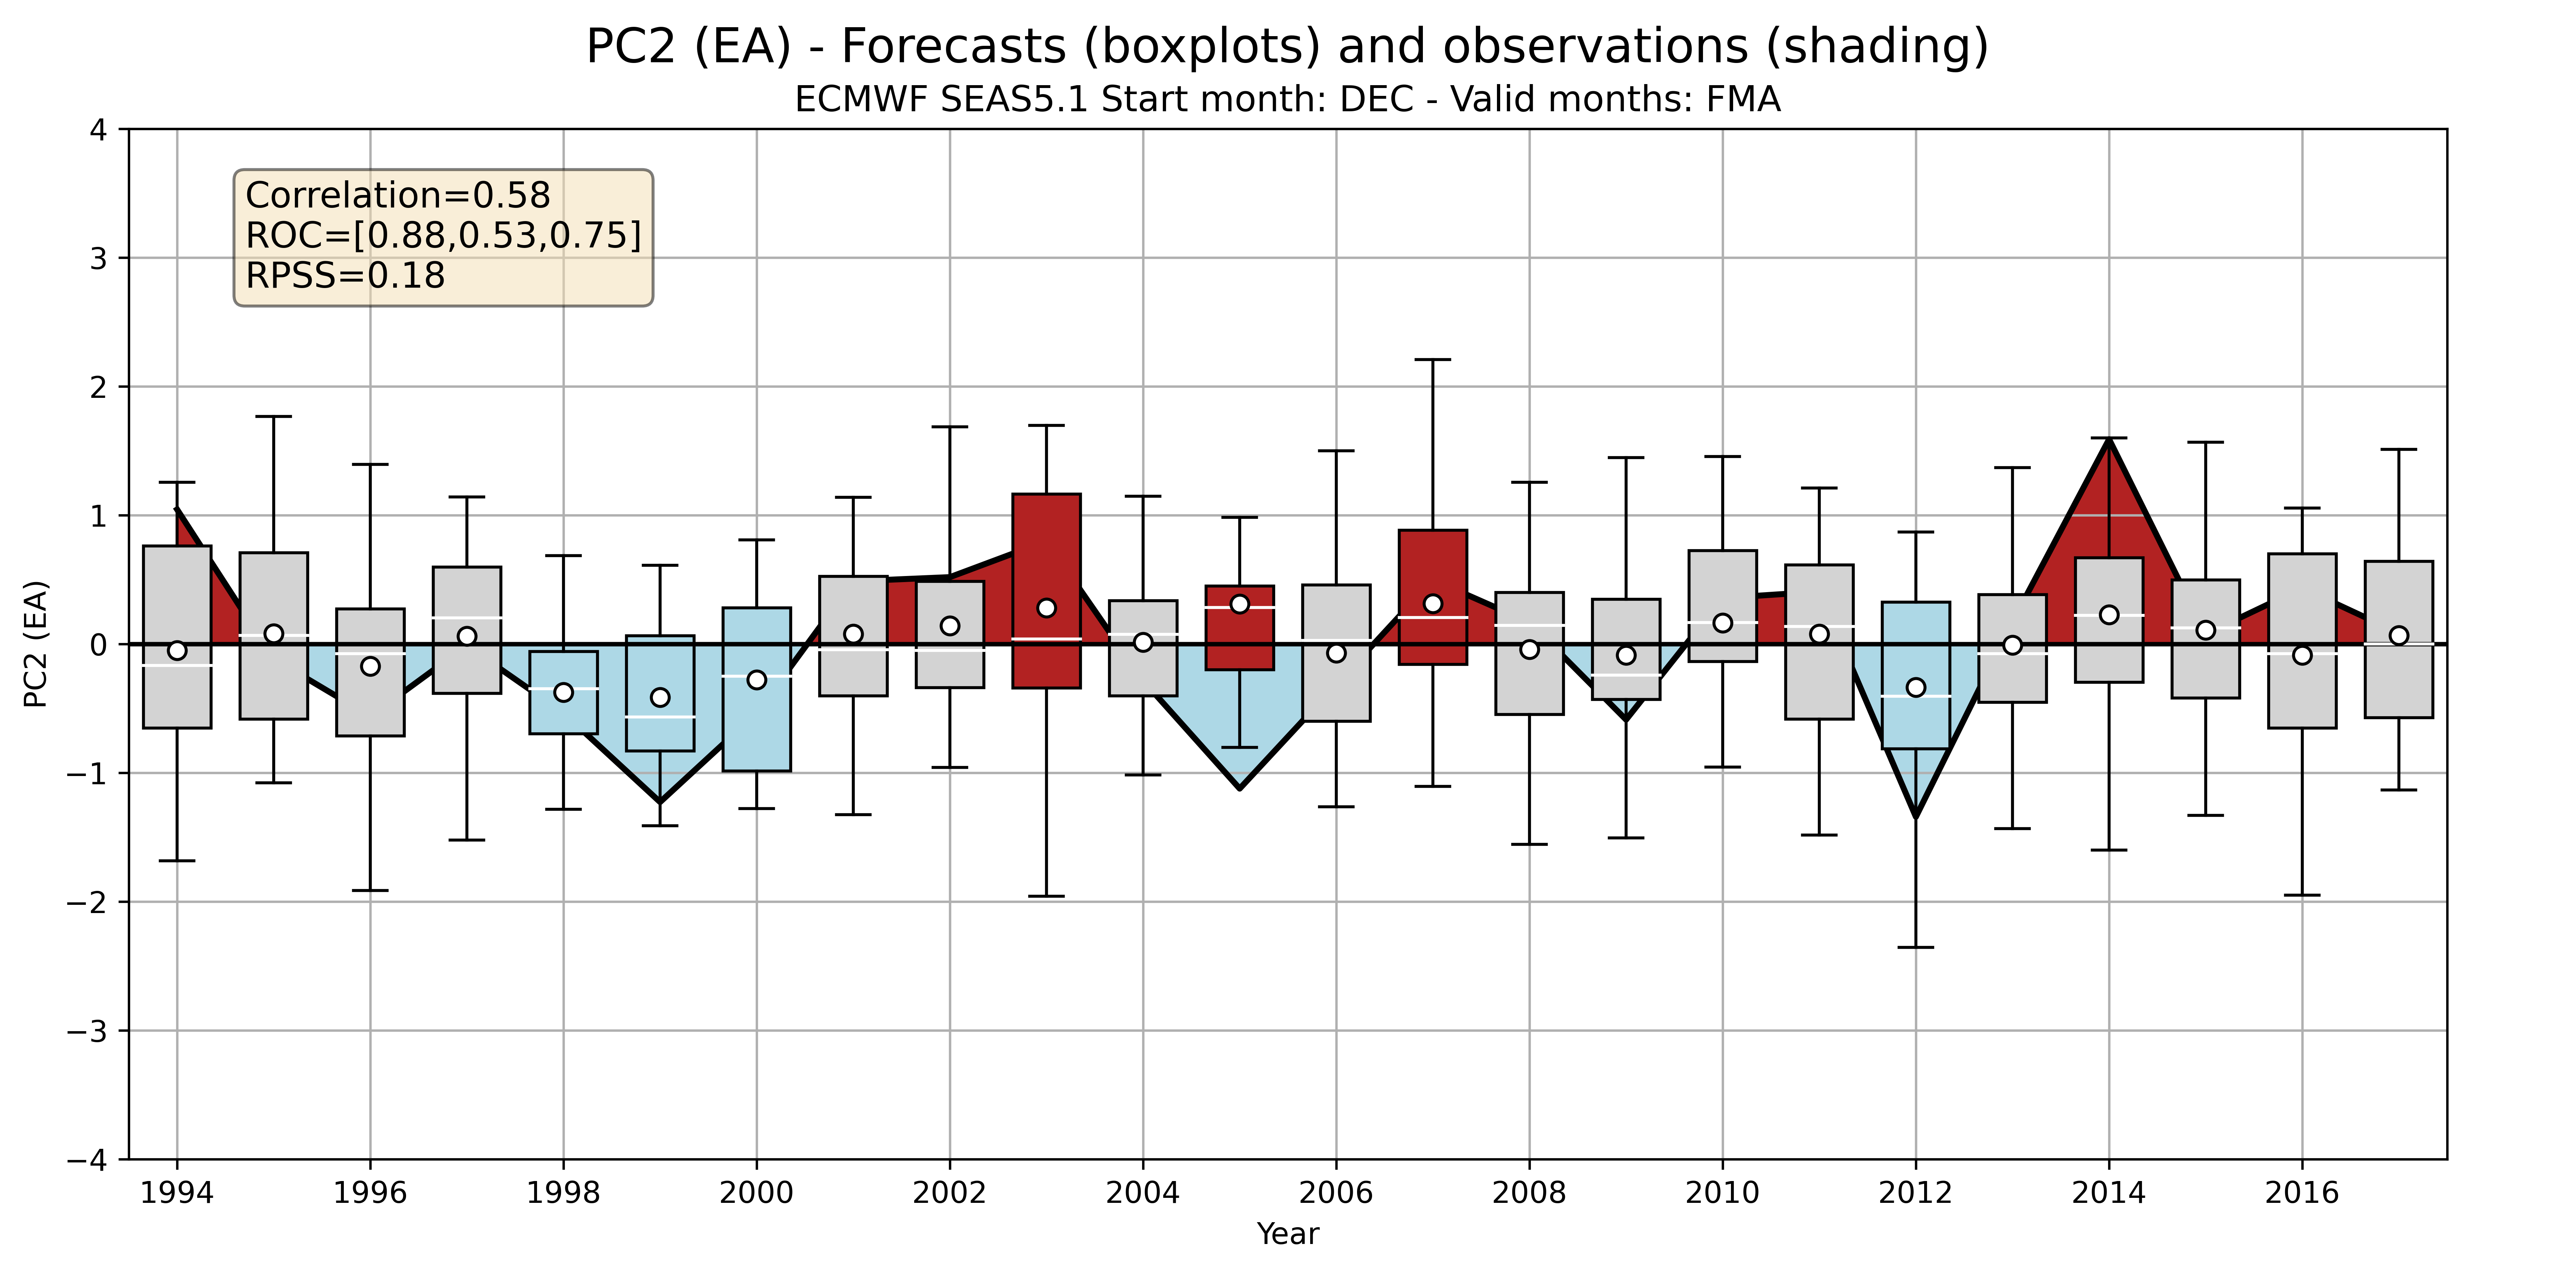 PC2 (EA) - Forecasts (boxplots) and observations (shading)
ECMWF SEAS5.1 Start month: DEC - Valid months: FMA
Correlation=0.58
ROC=[0.88,0.53,0.75]
RPSS=0.18
PC2 (EA)
4
3
2
1
0
−1
−2
−3
−4
1994 1996 1998 2000 2002 2004 2006 2008 2010 2012 2014 2016
Year